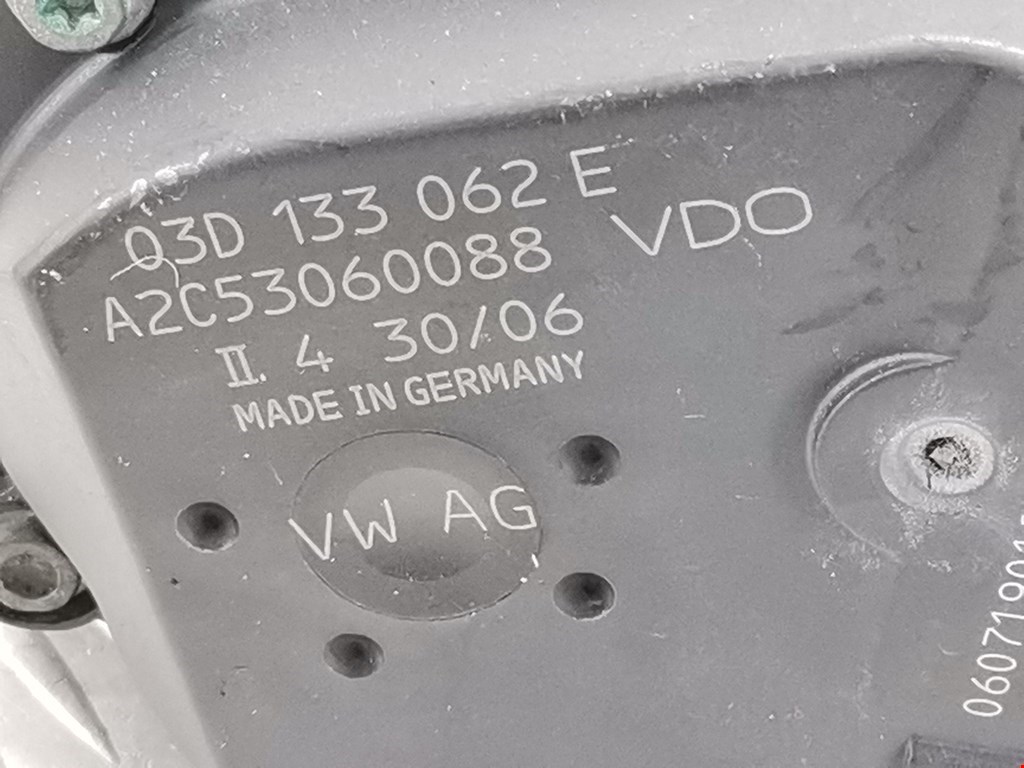 03D 133 062 E
VDO
A2C53060088
II. 4 30/06
MADE IN GERMANY
VW AG